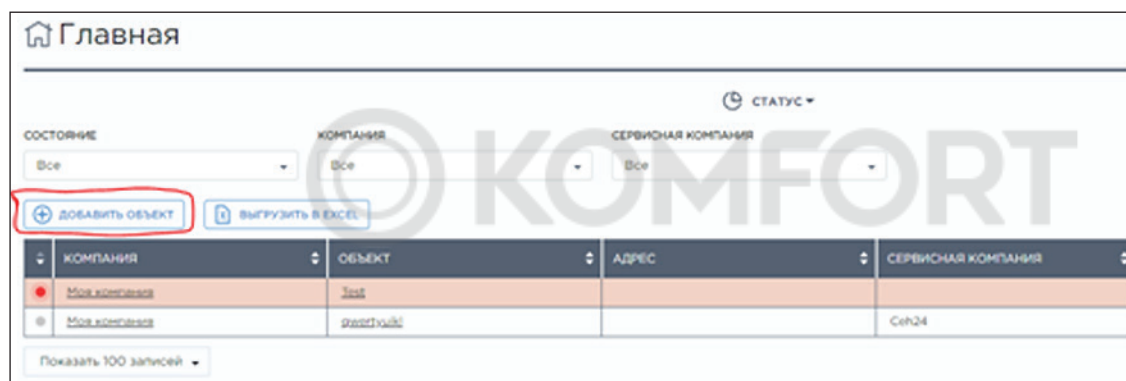 Главная
СТАТУС
СОСТОЯНИЕ КОМПАНИЯ СЕРВИСНАЯ КОМПАНИЯ
Все Все Все
KOMFORT
ДОБАВИТЬ ОБЪЕКТ ВЫГРУЗИТЬ В EXCEL
КОМПАНИЯ ОБЪЕКТ АДРЕС СЕРВИСНАЯ КОМПАНИЯ
Моя компания Test
Моя компания qwertyuiki Ceh24
Показать 100 записей